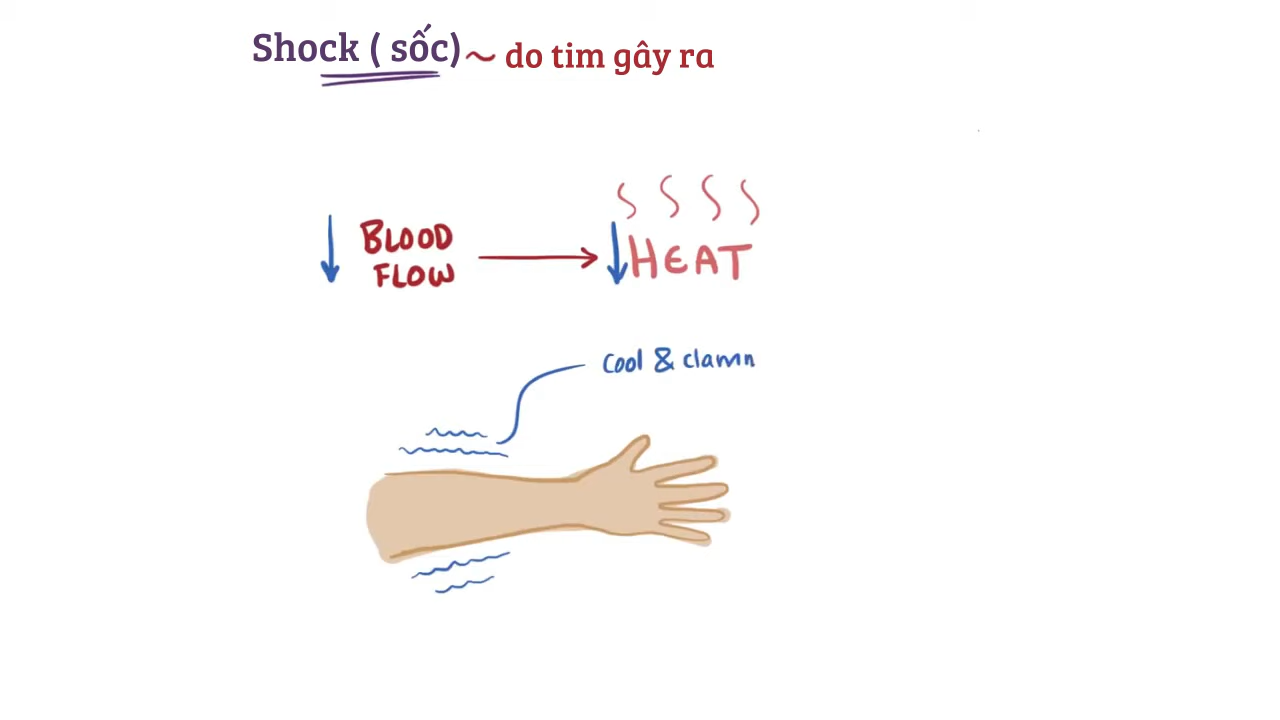 Shock ( sốc) ~ do tim gây ra
↓ BLOOD FLOW → ↓ HEAT
Cool & clamn